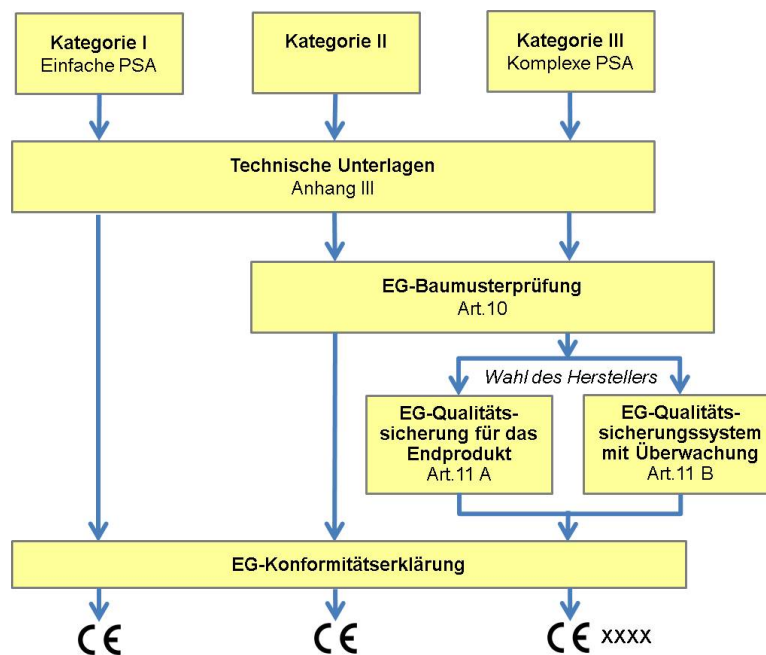 Kategorie I
Einfache PSA
Kategorie II
Kategorie III
Komplexe PSA
Technische Unterlagen
Anhang III
EG-Baumusterprüfung
Art.10
Wahl des Herstellers
EG-Qualitäts-
sicherung für das
Endprodukt
Art.11 A
EG-Qualitäts-
sicherungssystem
mit Überwachung
Art.11 B
EG-Konformitätserklärung
CE
CE
CE XXXX